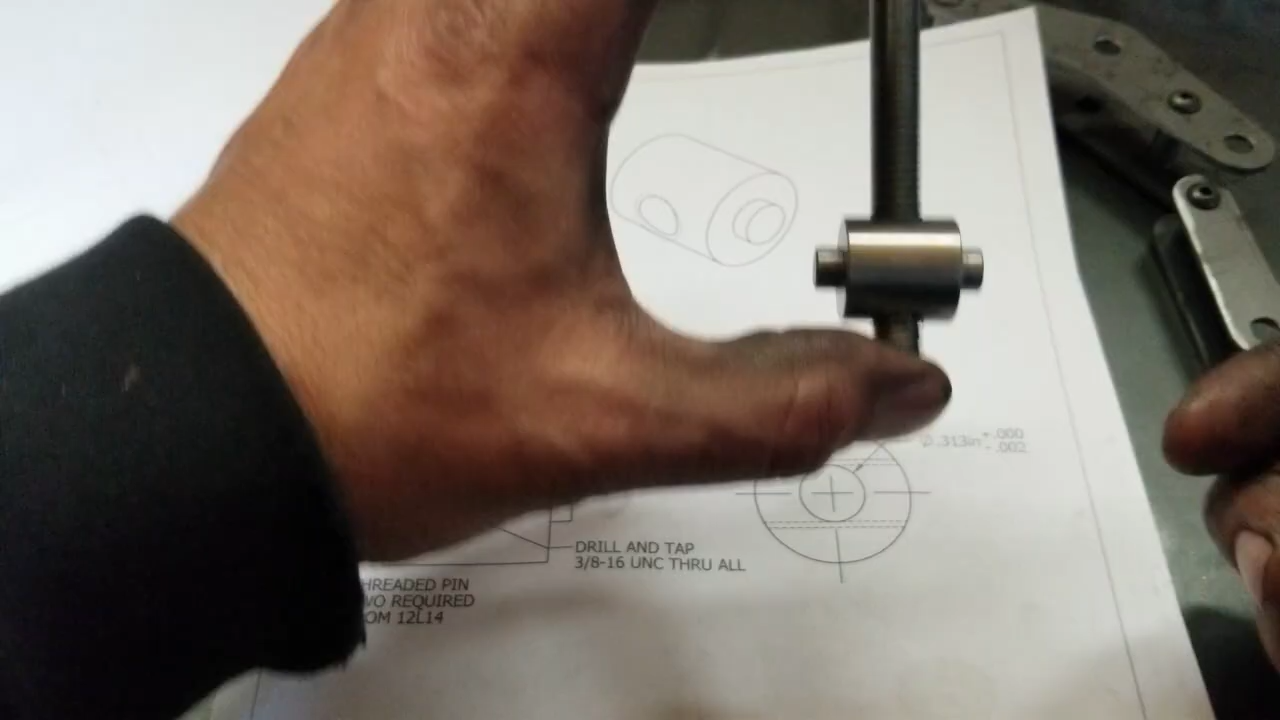 ⌀.313in +.000
-.002
DRILL AND TAP
3/8-16 UNC THRU ALL
HREADED PIN
WO REQUIRED
OM 12L14